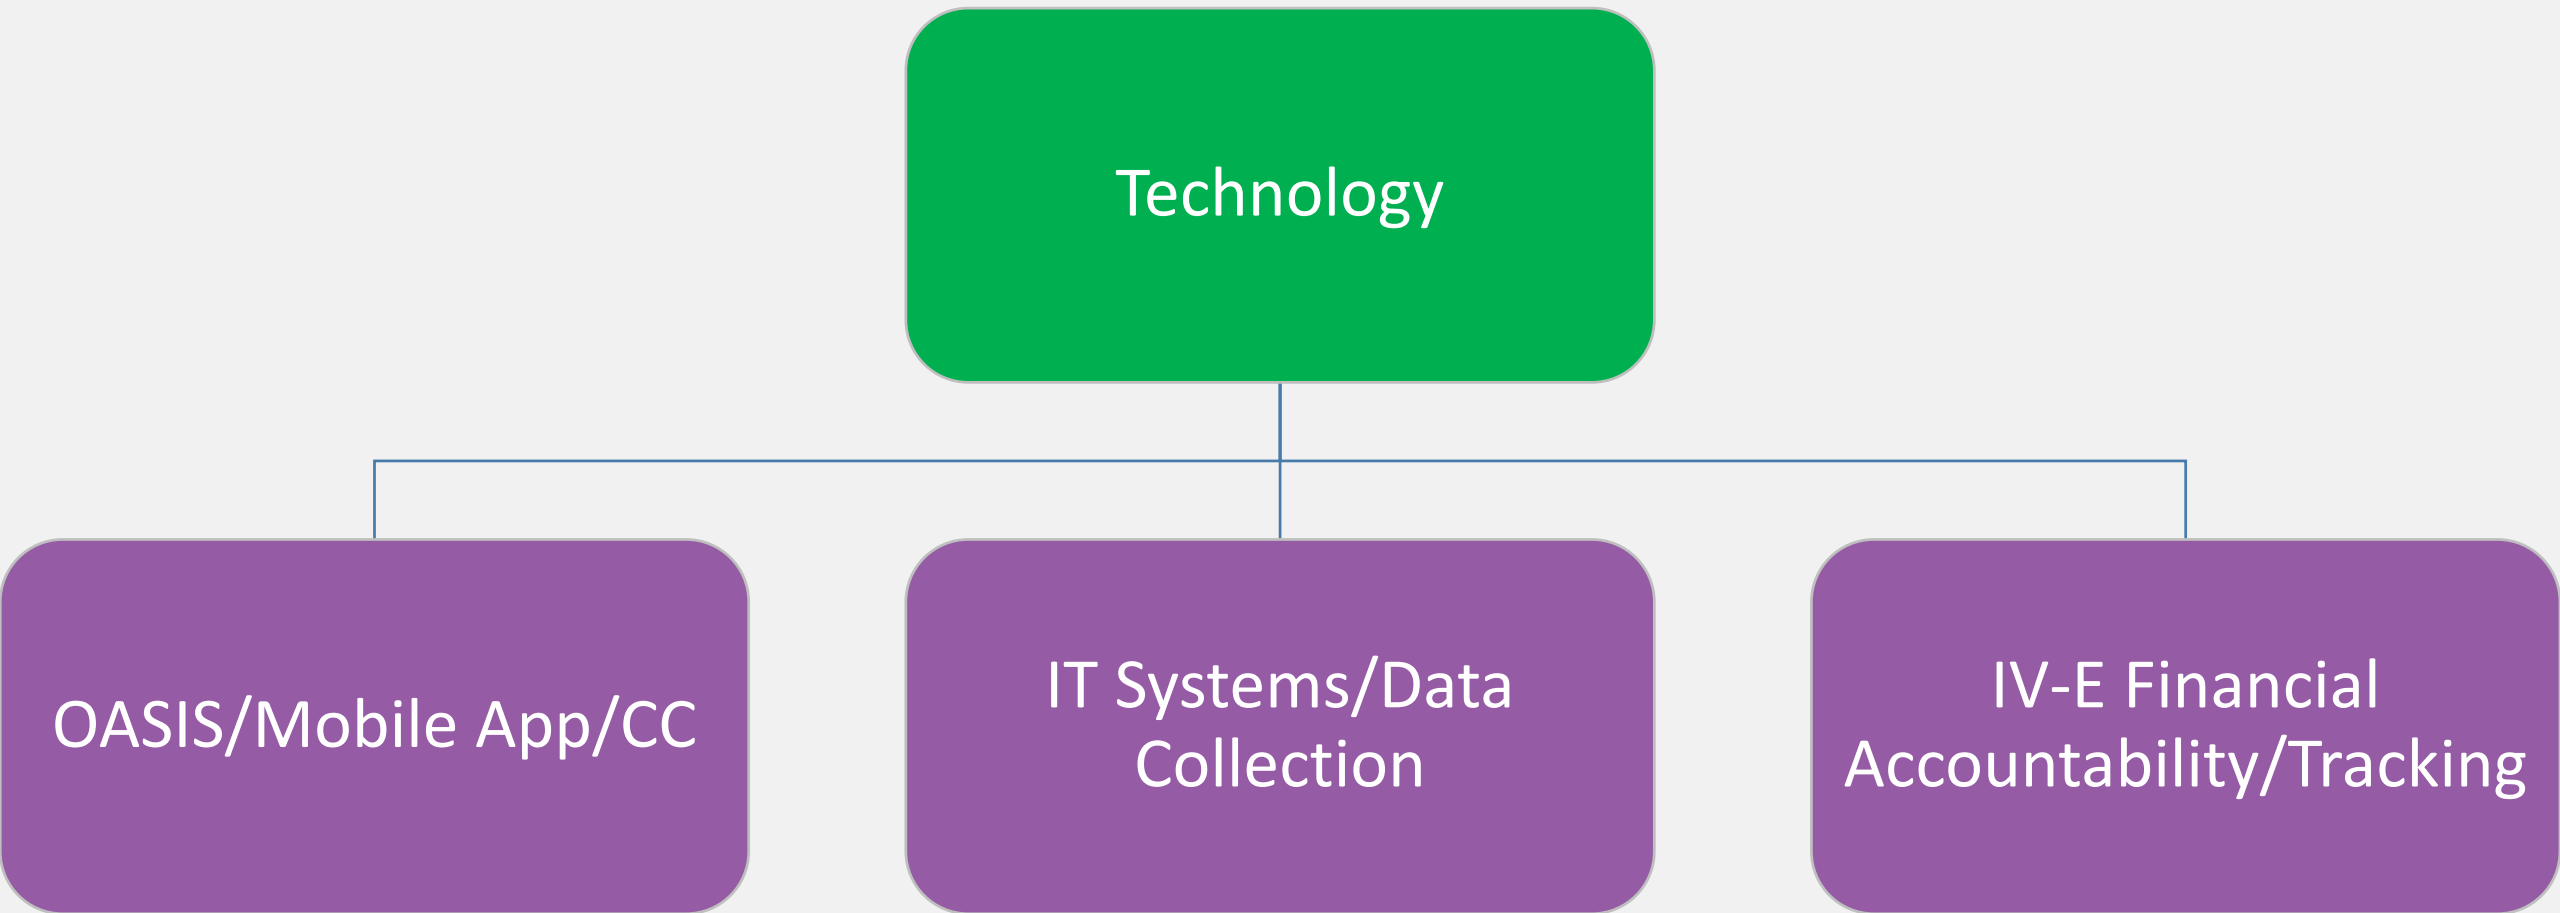 Technology
OASIS/Mobile App/CC
IT Systems/Data
Collection
IV-E Financial
Accountability/Tracking